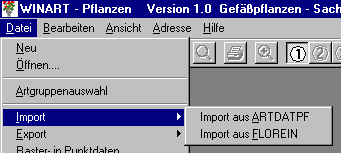 WINART - Pflanzen Version 1.0 Gefäßpflanzen - Sach
Datei Bearbeiten Ansicht Adresse Hilfe
Neu
Öffnen....
1
Artgruppenauswahl
Import
Import aus ARTDATPF
Export
Import aus FLOREIN
Raster- in Punktdaten